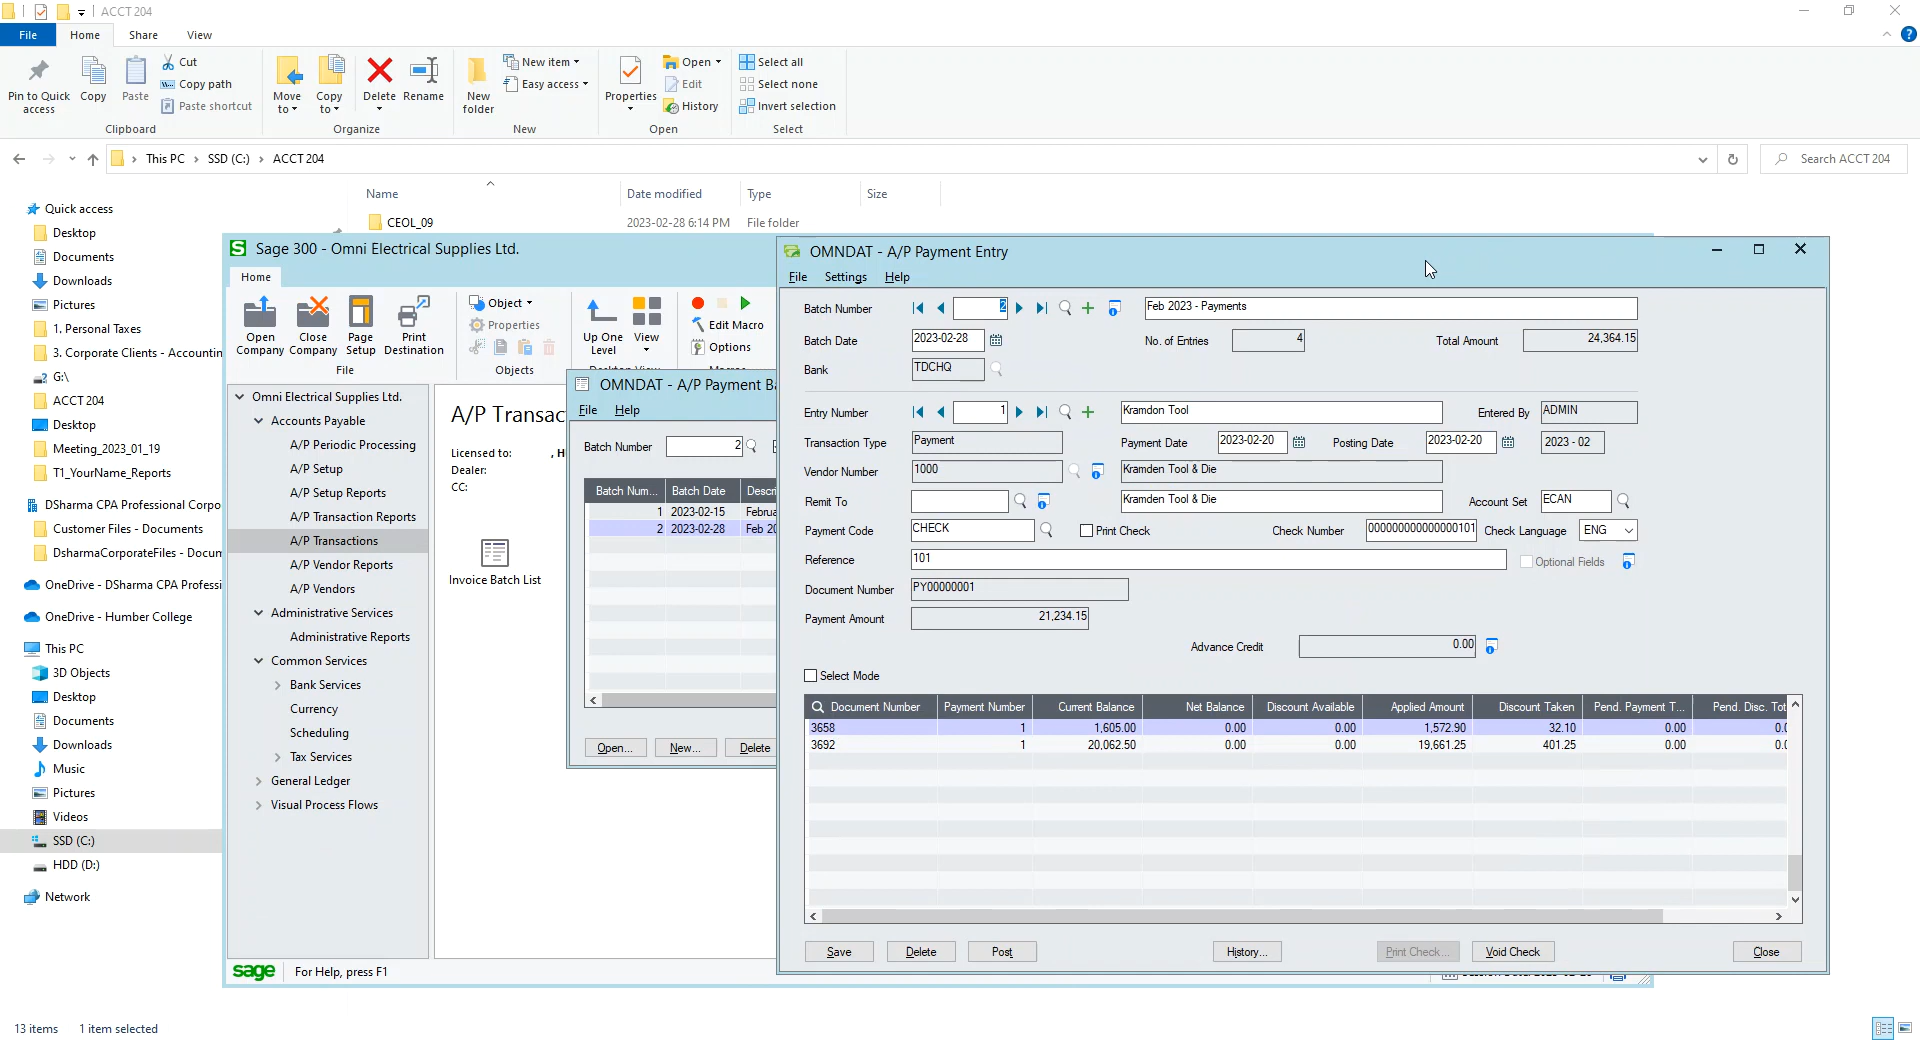 ACCT 204
File Home Share View
Pin to Quick access
Copy
Paste
Cut
Copy path
Paste shortcut
Clipboard
Move to
Copy to
Delete
Rename
Organize
New folder
New item
Easy access
New
Properties
Open
Edit
History
Open
Select all
Select none
Invert selection
Select
This PC › SSD (C:) › ACCT 204
Search ACCT 204
Name Date modified Type Size
CEOL_09 2023-02-28 6:14 PM File folder
Quick access
Desktop
Documents
Downloads
Pictures
1. Personal Taxes
3. Corporate Clients - Accountin
G:\
ACCT 204
Desktop
Meeting_2023_01_19
T1_YourName_Reports
DSharma CPA Professional Corpo
Customer Files - Documents
DsharmaCorporateFiles - Docum
OneDrive - DSharma CPA Professi
OneDrive - Humber College
This PC
3D Objects
Desktop
Documents
Downloads
Music
Pictures
Videos
SSD (C:)
HDD (D:)
Network
13 items 1 item selected
Sage 300 - Omni Electrical Supplies Ltd.
Home
Open Company
Close Company
Page Setup
Print Destination
File
Object
Properties
Objects
Up One Level
View
Edit Macro
Options
Omni Electrical Supplies Ltd.
Accounts Payable
A/P Periodic Processing
A/P Setup
A/P Setup Reports
A/P Transaction Reports
A/P Transactions
A/P Vendor Reports
A/P Vendors
Administrative Services
Administrative Reports
Common Services
Bank Services
Currency
Scheduling
Tax Services
General Ledger
Visual Process Flows
A/P Transac
Licensed to: , H
Dealer:
CC:
Invoice Batch List
sage For Help, press F1
OMNDAT - A/P Payment Ba
File Help
Batch Number 2
Batch Num... Batch Date Descri
1 2023-02-15 Februa
2 2023-02-28 Feb 20
Open... New... Delete
OMNDAT - A/P Payment Entry
File Settings Help
Batch Number 2 Feb 2023 - Payments
Batch Date 2023-02-28 No. of Entries 4 Total Amount 24,364.15
Bank TDCHQ
Entry Number 1 Kramdon Tool Entered By ADMIN
Transaction Type Payment Payment Date 2023-02-20 Posting Date 2023-02-20 2023 - 02
Vendor Number 1000 Kramden Tool & Die
Remit To Kramden Tool & Die Account Set ECAN
Payment Code CHECK Print Check Check Number 000000000000000101 Check Language ENG
Reference 101 Optional Fields
Document Number PY00000001
Payment Amount 21,234.15
Advance Credit 0.00
Select Mode
Document Number Payment Number Current Balance Net Balance Discount Available Applied Amount Discount Taken Pend. Payment T... Pend. Disc. Tot
3658 1 1,605.00 0.00 0.00 1,572.90 32.10 0.00 0.0
3692 1 20,062.50 0.00 0.00 19,661.25 401.25 0.00 0.0
Save Delete Post History... Print Check... Void Check Close